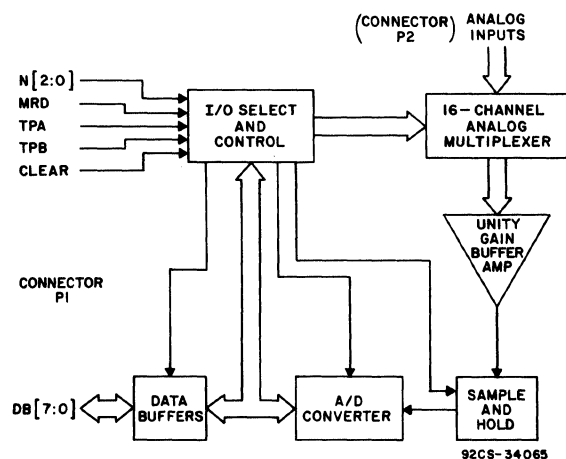 (CONNECTOR P2)
ANALOG
INPUTS
N[2:0]
MRD
TPA
TPB
CLEAR
I/O SELECT
AND
CONTROL
16-CHANNEL
ANALOG
MULTIPLEXER
UNITY
GAIN
BUFFER
AMP
CONNECTOR
P1
DB[7:0]
DATA
BUFFERS
A/D
CONVERTER
SAMPLE
AND
HOLD
92CS-34065